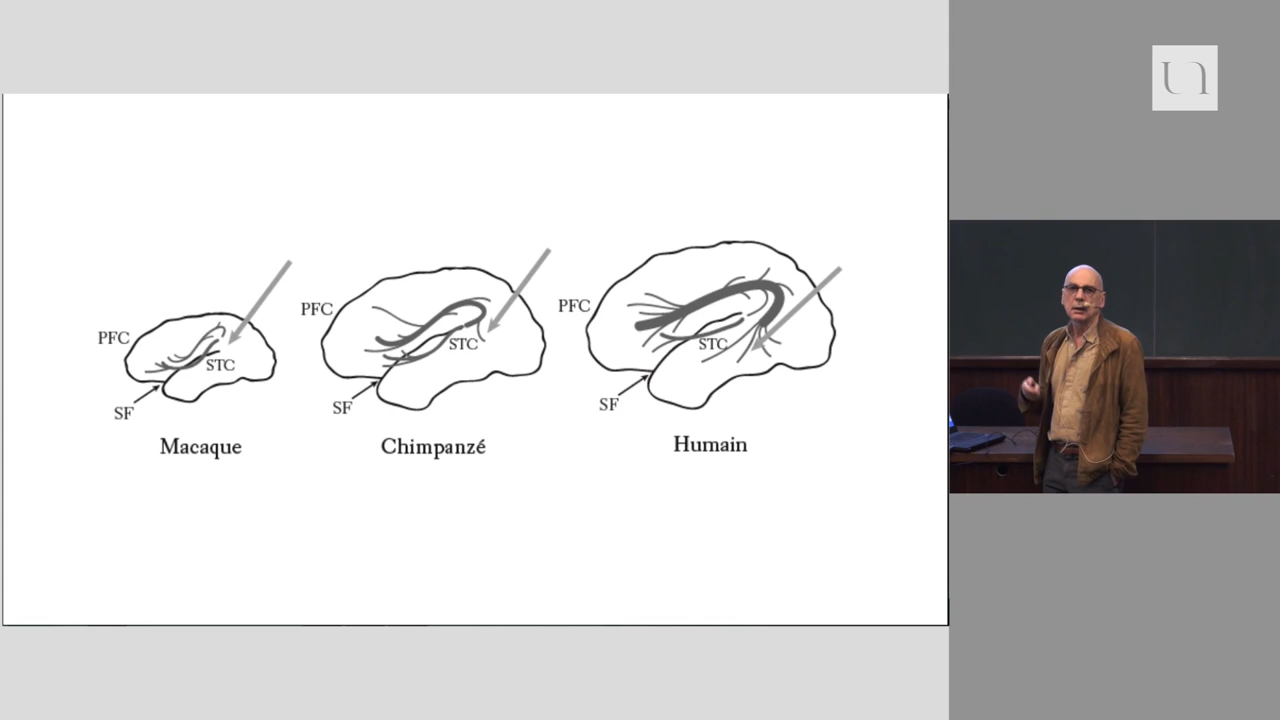 PFC
STC
SF
Macaque
PFC
STC
SF
Chimpanzé
PFC
STC
SF
Humain